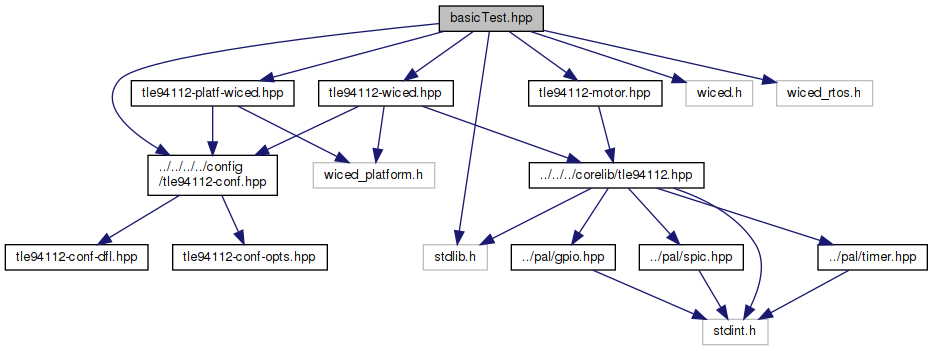 basicTest.hpp
tle94112-platf-wiced.hpp
tle94112-wiced.hpp
tle94112-motor.hpp
wiced.h
wiced_rtos.h
../../../../config
/tle94112-conf.hpp
wiced_platform.h
../../../corelib/tle94112.hpp
tle94112-conf-dfl.hpp
tle94112-conf-opts.hpp
stdlib.h
../pal/gpio.hpp
../pal/spic.hpp
../pal/timer.hpp
stdint.h